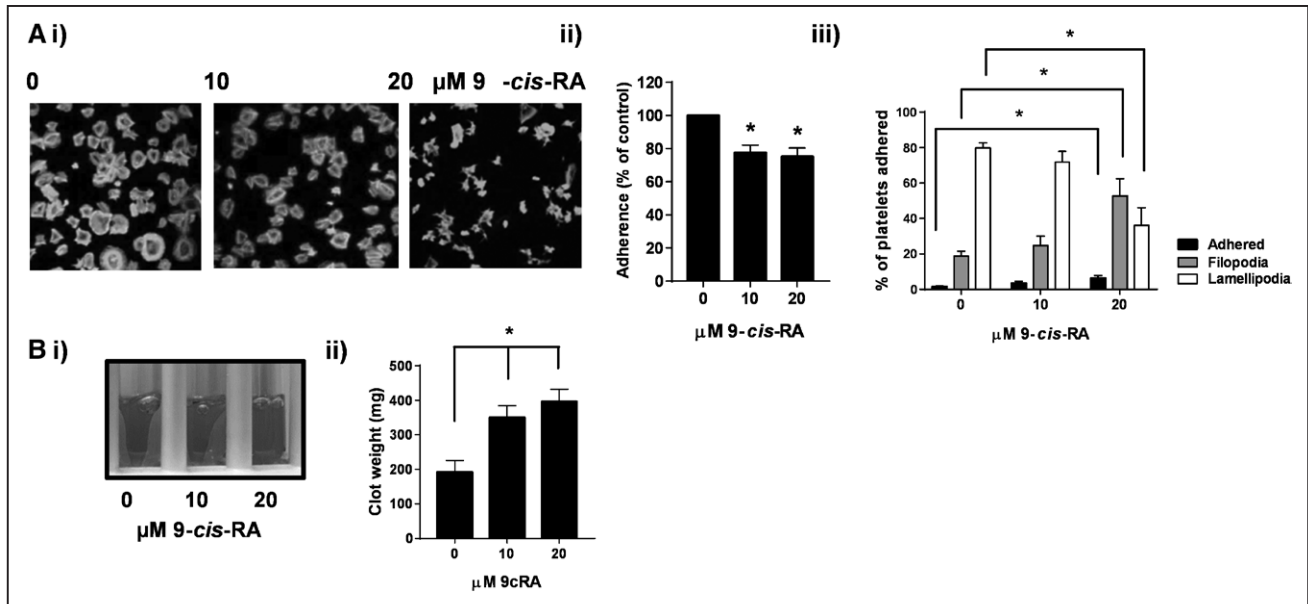 A i)
0 10 20 µM 9 -cis-RA
ii)
120
100
80
60
40
20
0
Adherence (% of control)
* *
0 10 20
µM 9-cis-RA
iii)
*
*
*
100
80
60
40
20
0
% of platelets adhered
0 10 20
µM 9-cis-RA
Adhered
Filopodia
Lamellipodia
B i)
0 10 20
µM 9-cis-RA
ii)
*
500
400
300
200
100
0
Clot weight (mg)
0 10 20
µM 9cRA